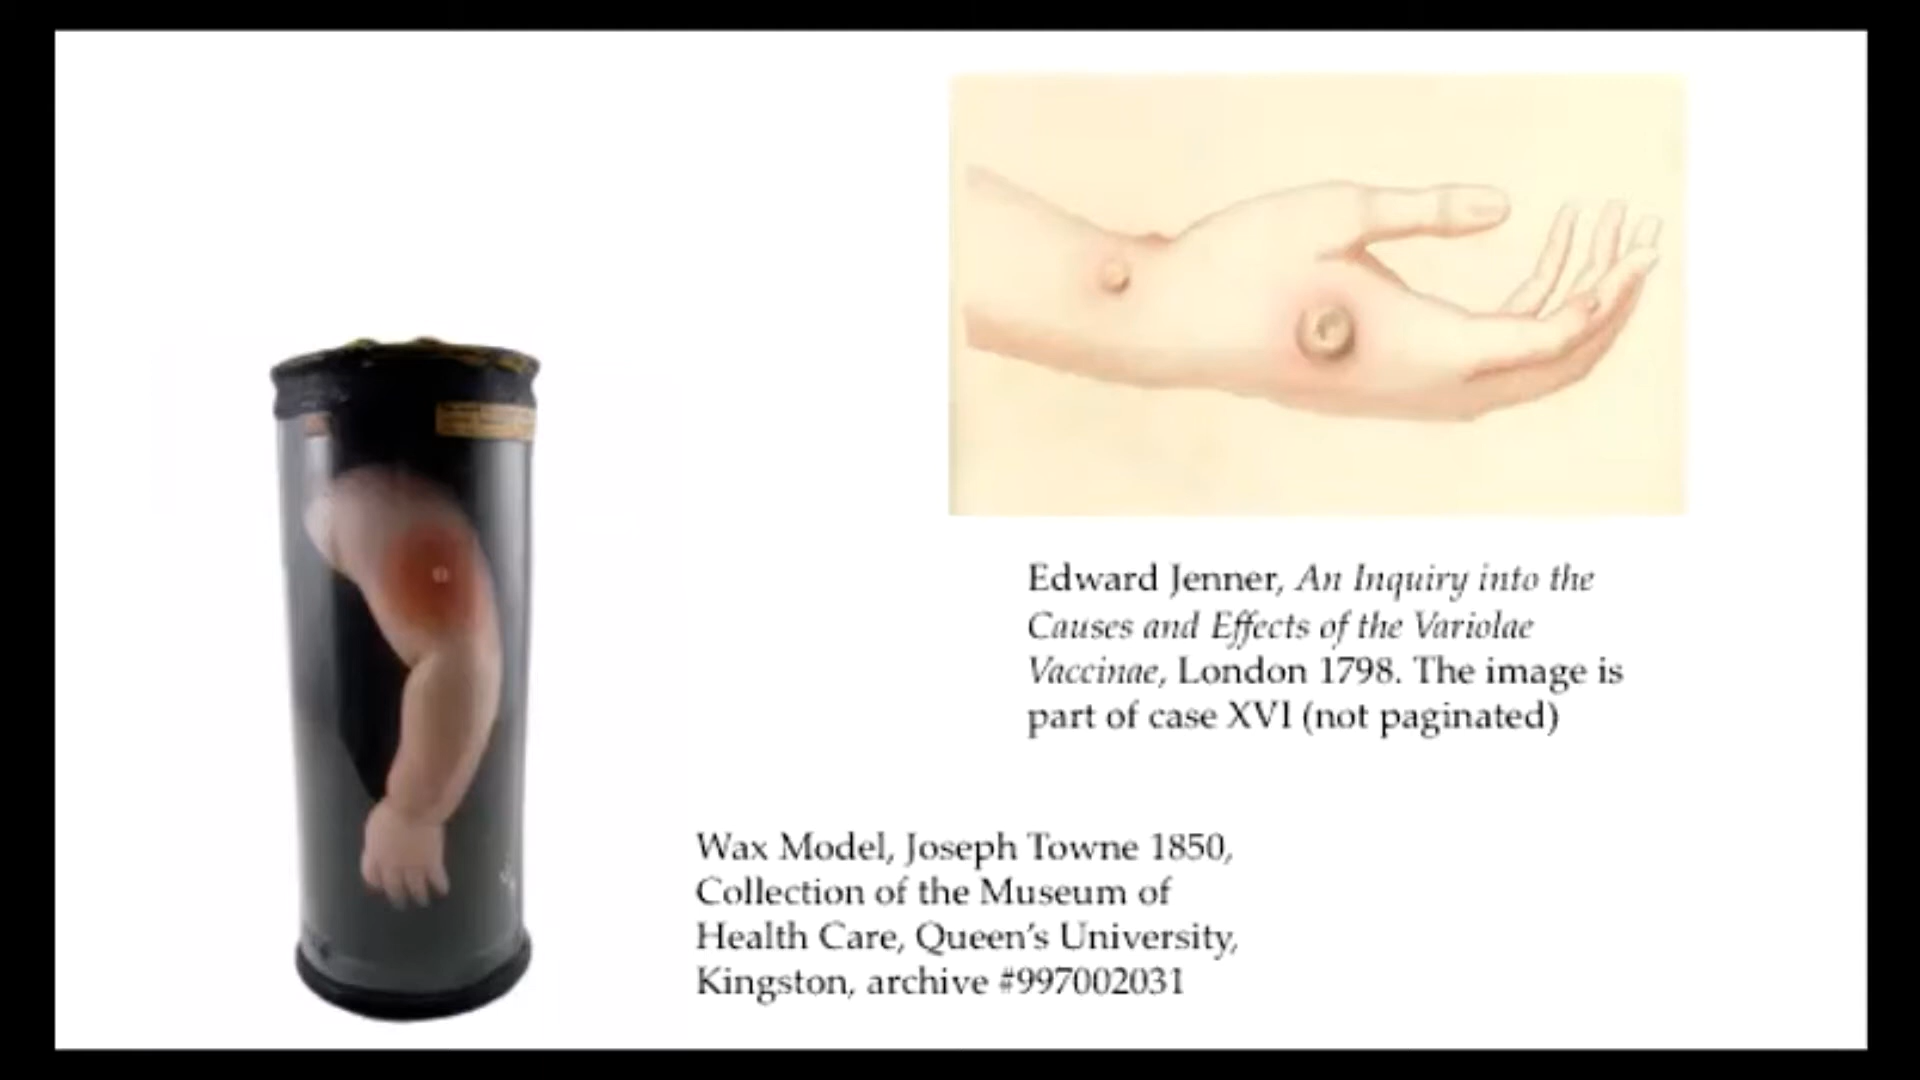 Edward Jenner, An Inquiry into the
Causes and Effects of the Variolae
Vaccinae, London 1798. The image is
part of case XVI (not paginated)
Wax Model, Joseph Towne 1850,
Collection of the Museum of
Health Care, Queen's University,
Kingston, archive #997002031